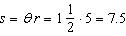 s = θr = 1 1/2 · 5 = 7.5